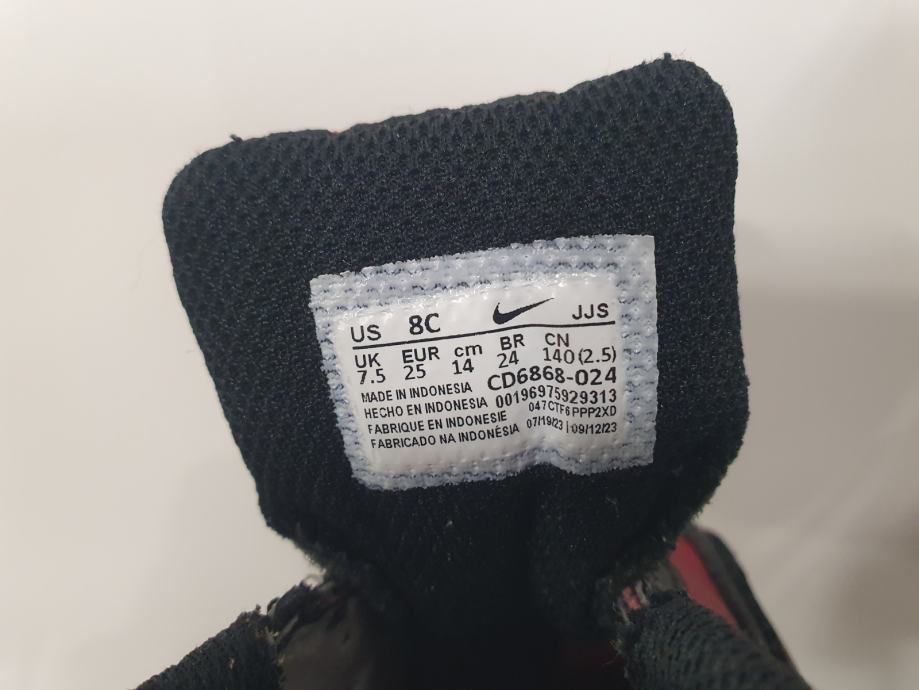 US 8C JJS
UK EUR cm BR CN
7.5 25 14 24 140(2.5)
MADE IN INDONESIA CD6868-024
HECHO EN INDONESIA 00196975929313
FABRIQUE EN INDONESIE 047CTF6PPP2XD
FABRICADO NA INDONÉSIA 07/19/23 | 09/12/23